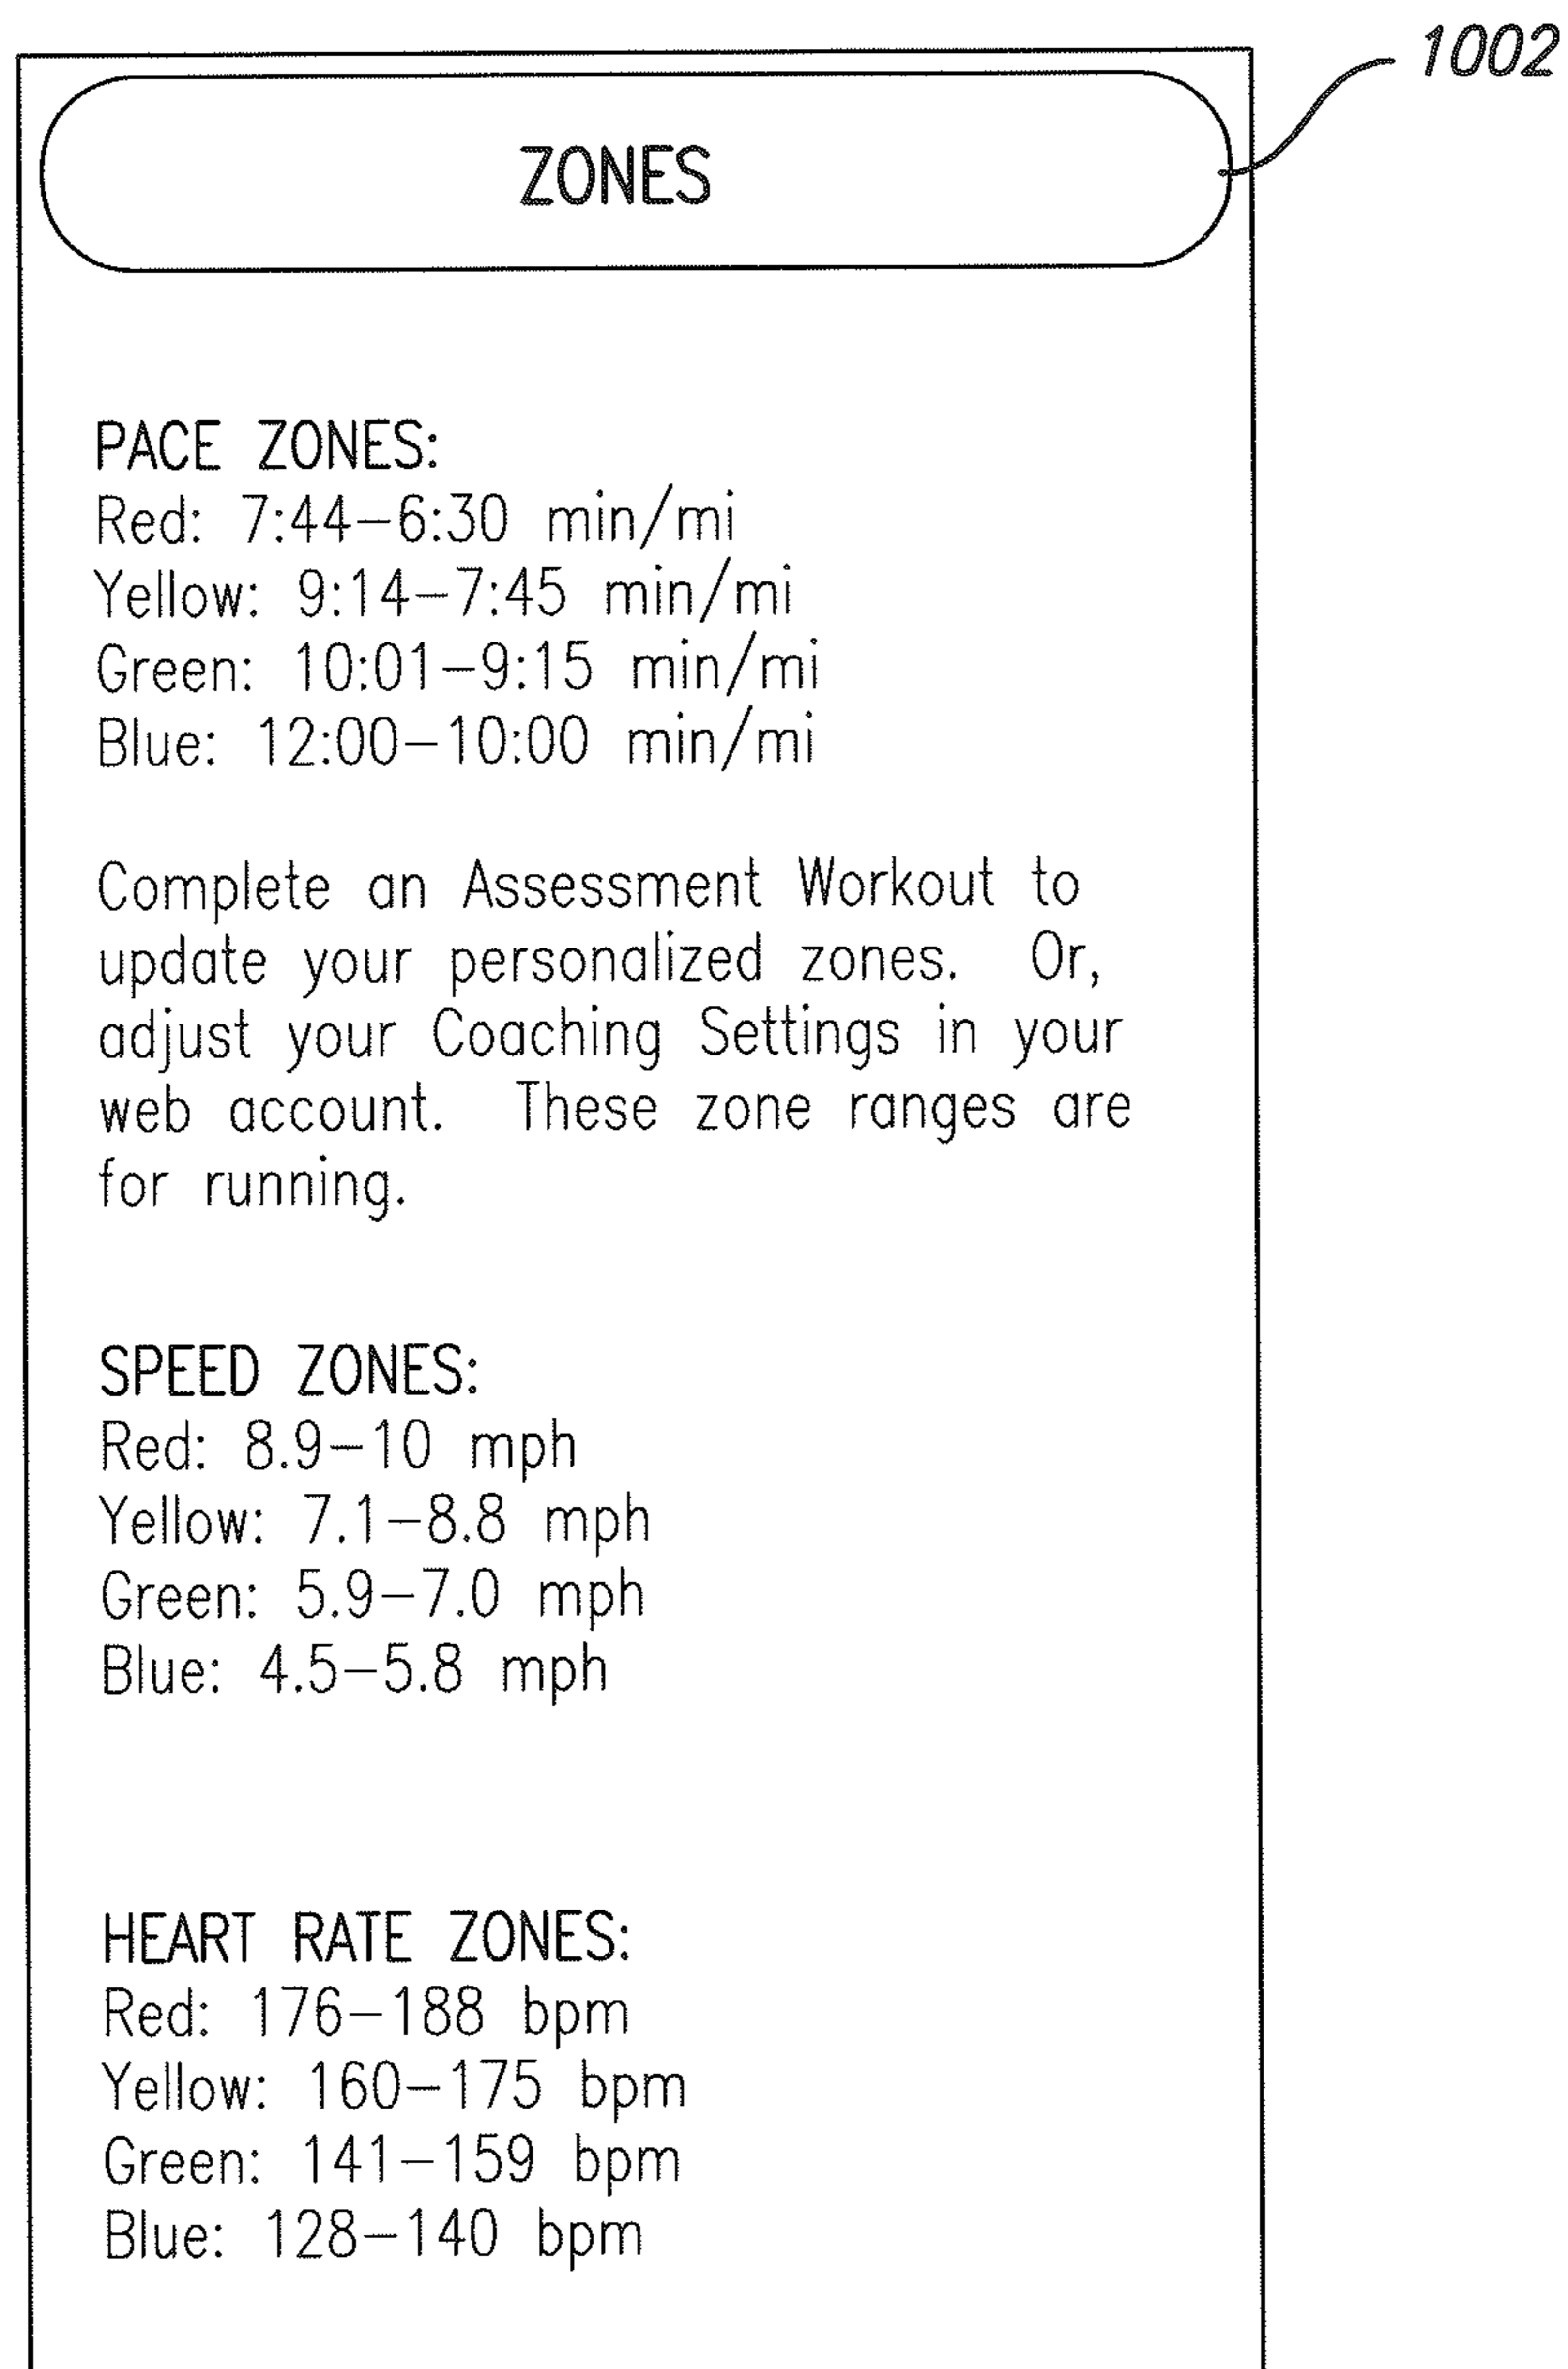 1002
ZONES
PACE ZONES:
Red: 7:44–6:30 min/mi
Yellow: 9:14–7:45 min/mi
Green: 10:01–9:15 min/mi
Blue: 12:00–10:00 min/mi
Complete an Assessment Workout to
update your personalized zones. Or,
adjust your Coaching Settings in your
web account. These zone ranges are
for running.
SPEED ZONES:
Red: 8.9–10 mph
Yellow: 7.1–8.8 mph
Green: 5.9–7.0 mph
Blue: 4.5–5.8 mph
HEART RATE ZONES:
Red: 176–188 bpm
Yellow: 160–175 bpm
Green: 141–159 bpm
Blue: 128–140 bpm